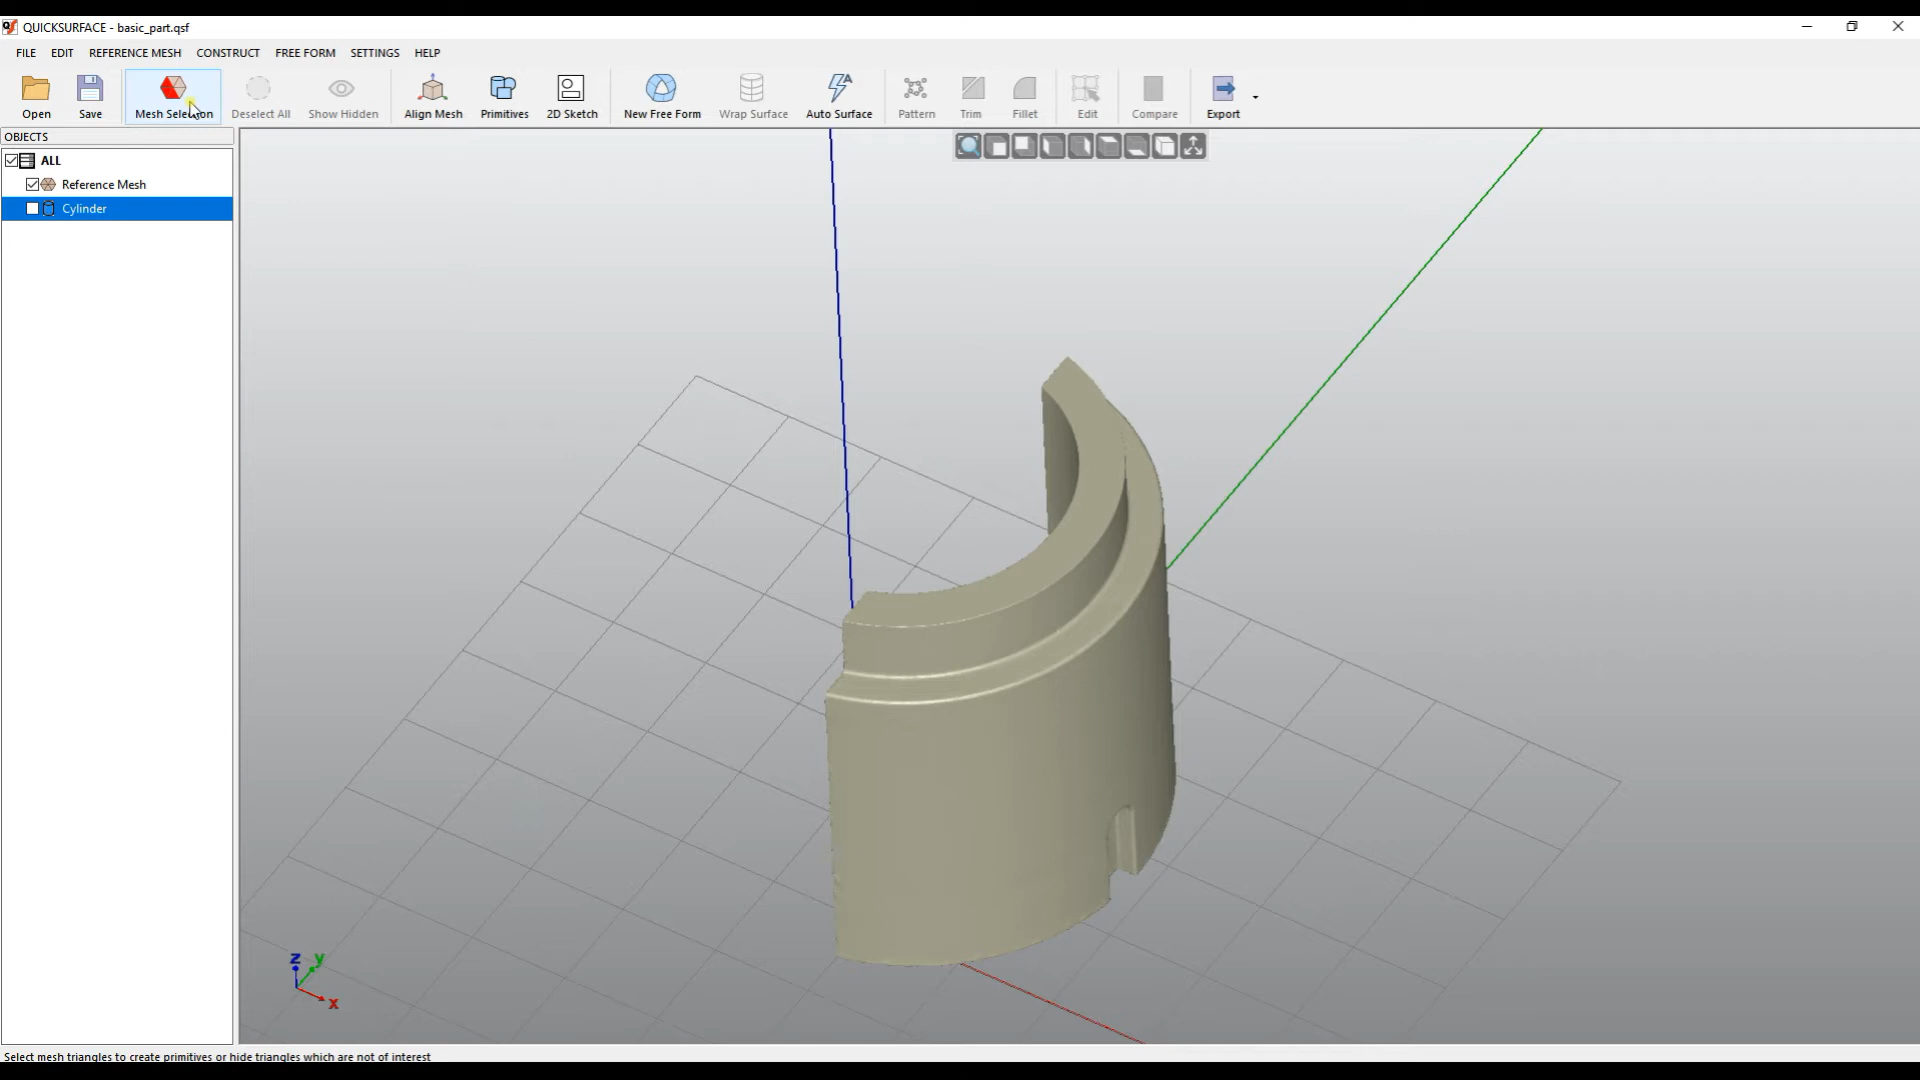 QUICKSURFACE - basic_part.qsf
FILE EDIT REFERENCE MESH CONSTRUCT FREE FORM SETTINGS HELP
Open Save Mesh Selection Deselect All Show Hidden Align Mesh Primitives 2D Sketch New Free Form Wrap Surface Auto Surface Pattern Trim Fillet Edit Compare Export
OBJECTS
ALL
Reference Mesh
Cylinder
z y
x
Select mesh triangles to create primitives or hide triangles which are not of interest